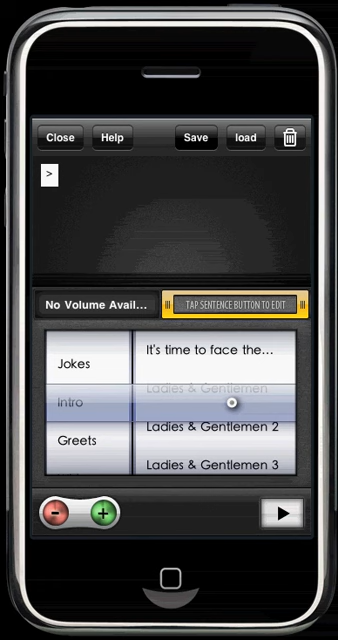 Close Help Save load
>
No Volume Avail... TAP SENTENCE BUTTON TO EDIT
It's time to face the...
Jokes
Ladies & Gentlemen
Intro
Ladies & Gentlemen 2
Greets
Ladies & Gentlemen 3